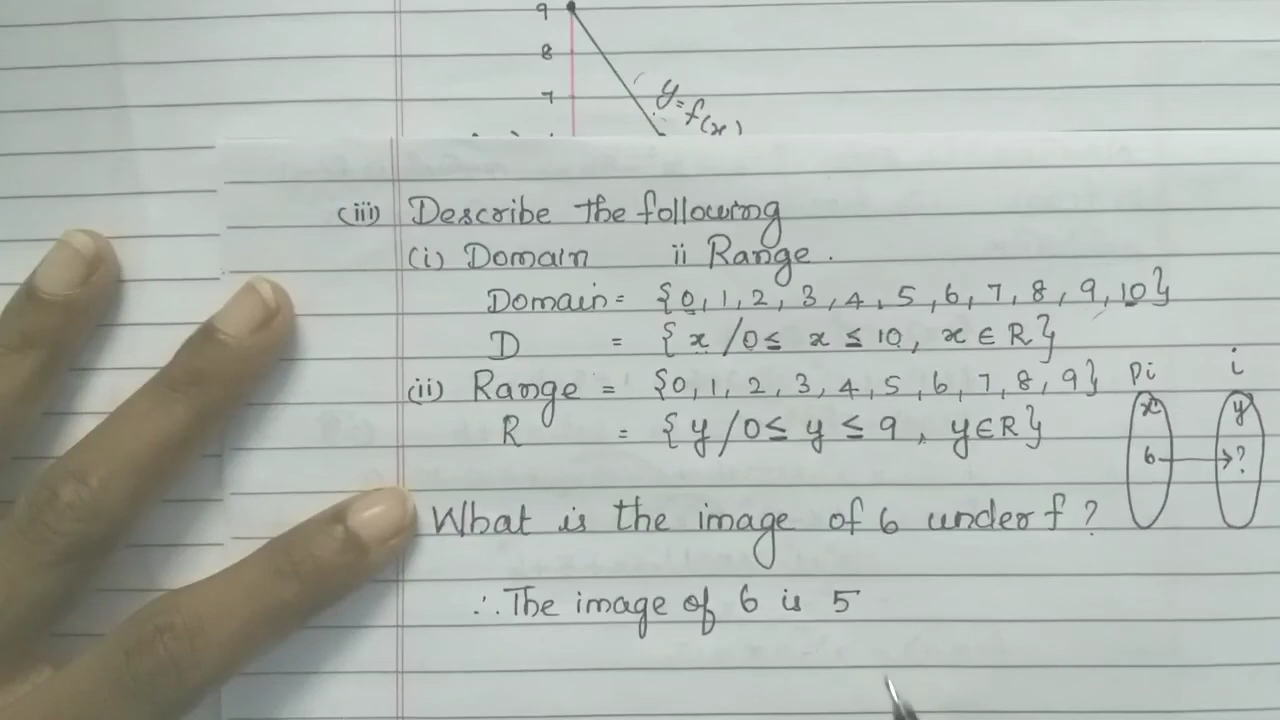 9
8
7
y=f(x)
(iii) Describe the following
(i) Domain ii Range.
Domain = {0, 1, 2, 3, 4, 5, 6, 7, 8, 9, 10}
D = {x /0≤ x ≤ 10, x ∈ R}
(ii) Range = {0, 1, 2, 3, 4, 5, 6, 7, 8, 9}
R = {y /0≤ y ≤ 9, y∈R}
Pi i
x y
6 → ?
What is the image of 6 under f ?
∴ The image of 6 is 5